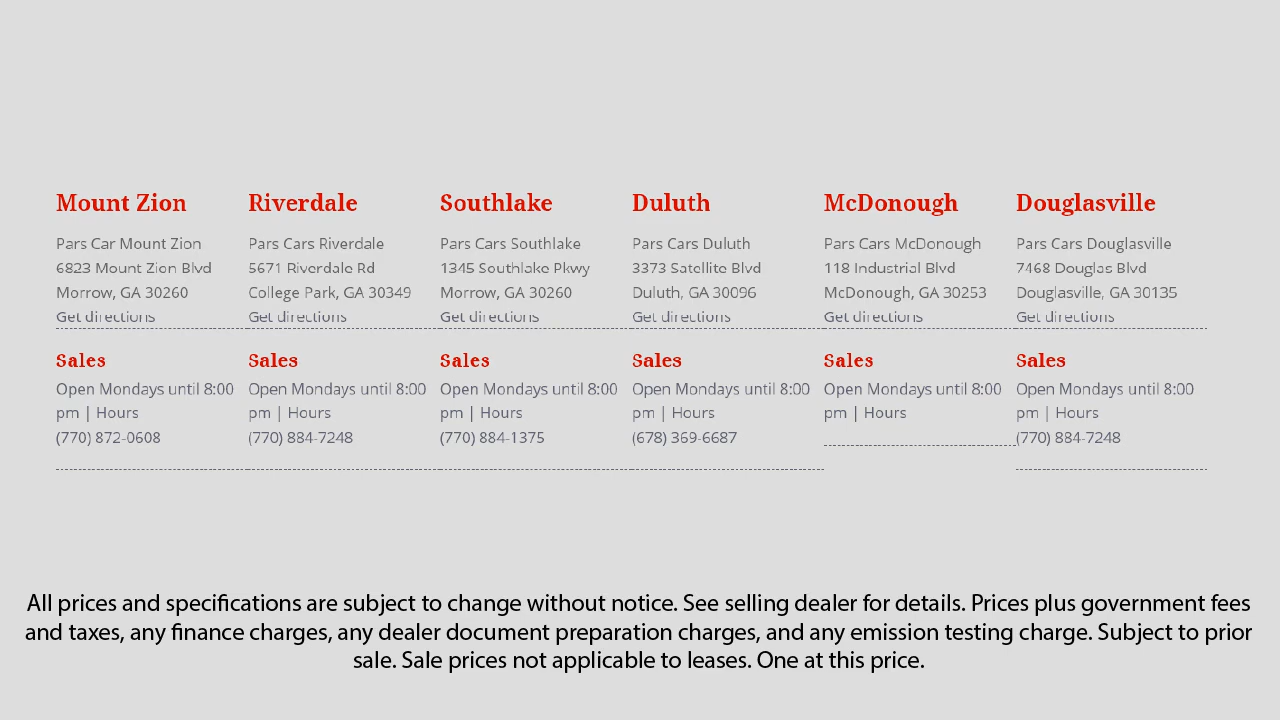 Mount Zion
Pars Car Mount Zion
6823 Mount Zion Blvd
Morrow, GA 30260
Get directions
Sales
Open Mondays until 8:00
pm | Hours
(770) 872-0608
Riverdale
Pars Cars Riverdale
5671 Riverdale Rd
College Park, GA 30349
Get directions
Sales
Open Mondays until 8:00
pm | Hours
(770) 884-7248
Southlake
Pars Cars Southlake
1345 Southlake Pkwy
Morrow, GA 30260
Get directions
Sales
Open Mondays until 8:00
pm | Hours
(770) 884-1375
Duluth
Pars Cars Duluth
3373 Satellite Blvd
Duluth, GA 30096
Get directions
Sales
Open Mondays until 8:00
pm | Hours
(678) 369-6687
McDonough
Pars Cars McDonough
118 Industrial Blvd
McDonough, GA 30253
Get directions
Sales
Open Mondays until 8:00
pm | Hours
Douglasville
Pars Cars Douglasville
7468 Douglas Blvd
Douglasville, GA 30135
Get directions
Sales
Open Mondays until 8:00
pm | Hours
(770) 884-7248
All prices and specifications are subject to change without notice. See selling dealer for details. Prices plus government fees
and taxes, any finance charges, any dealer document preparation charges, and any emission testing charge. Subject to prior
sale. Sale prices not applicable to leases. One at this price.